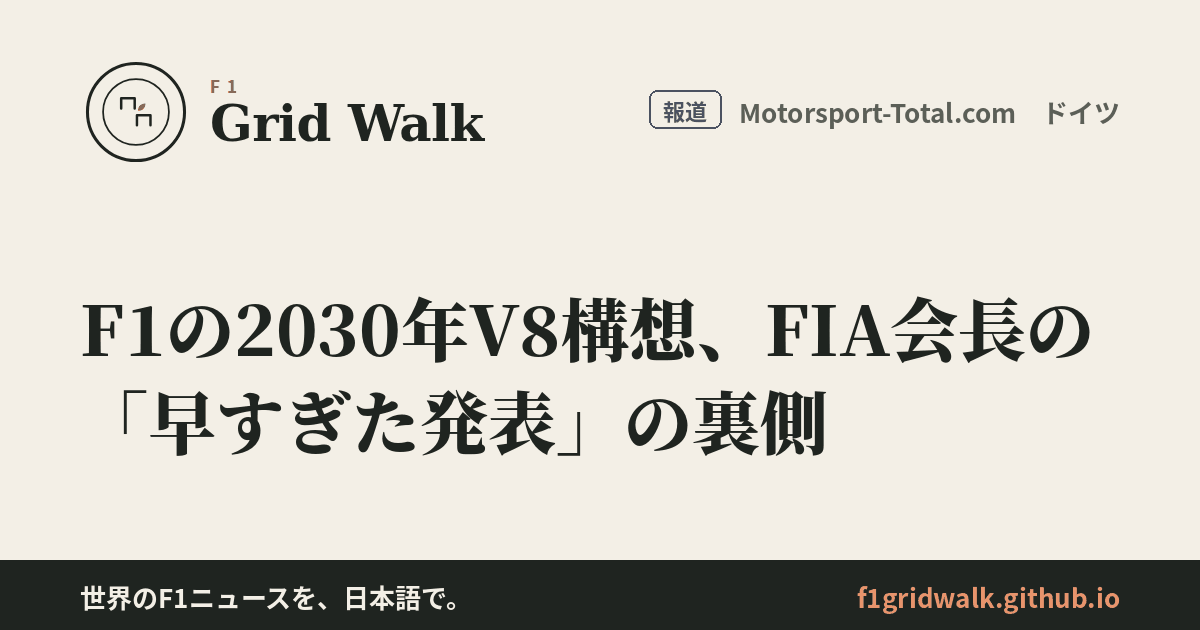 F1
Grid Walk
報道 Motorsport-Total.com ドイツ
F1の2030年V8構想、FIA会長の
「早すぎた発表」の裏側
世界のF1ニュースを、日本語で。
f1gridwalk.github.io